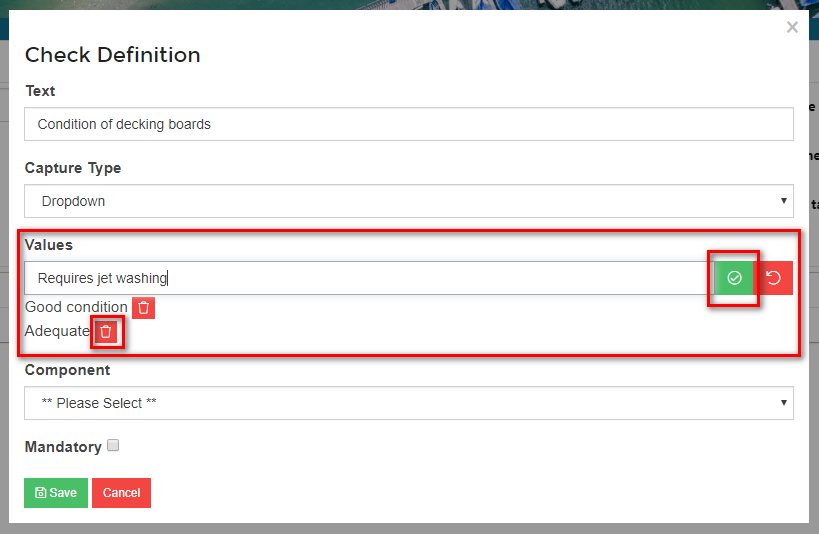 ×
Check Definition
Text
Condition of decking boards
Capture Type
Dropdown
Values
Requires jet washing
Good condition
Adequate
Component
** Please Select **
Mandatory
Save Cancel